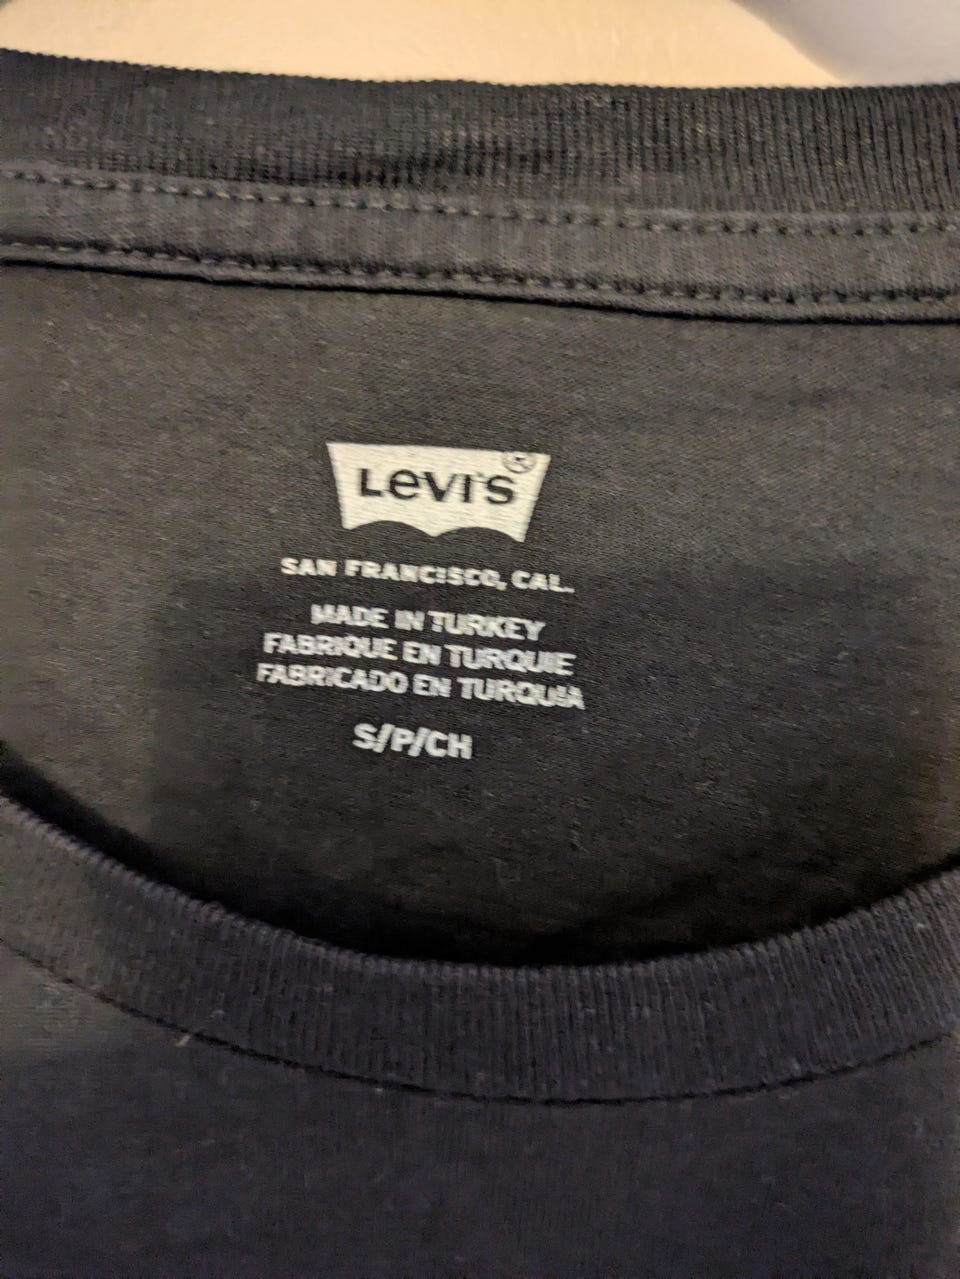 Levi's ®
SAN FRANCISCO, CAL.
MADE IN TURKEY
FABRIQUE EN TURQUIE
FABRICADO EN TURQUIA
S/P/CH